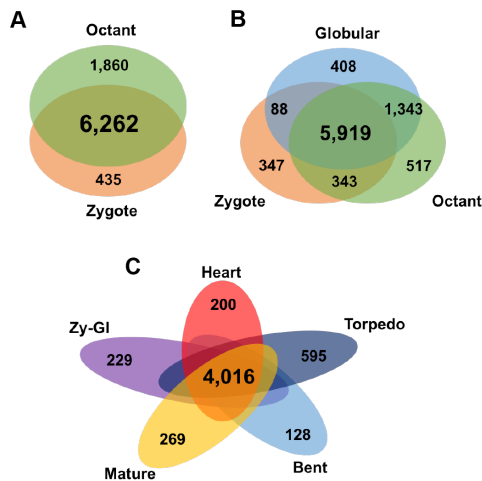 A
Octant
1,860
6,262
435
Zygote
B
Globular
408
88
1,343
5,919
347
343
517
Zygote
Octant
C
Heart
200
Zy-Gl
Torpedo
229
595
4,016
269
128
Mature
Bent